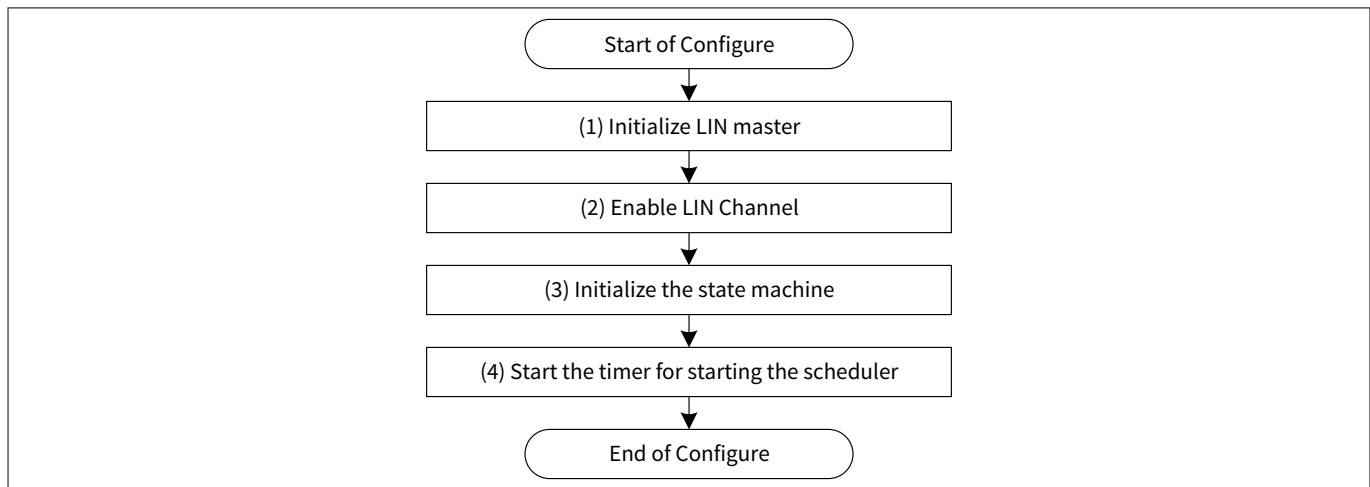 Start of Configure
(1) Initialize LIN master
(2) Enable LIN Channel
(3) Initialize the state machine
(4) Start the timer for starting the scheduler
End of Configure